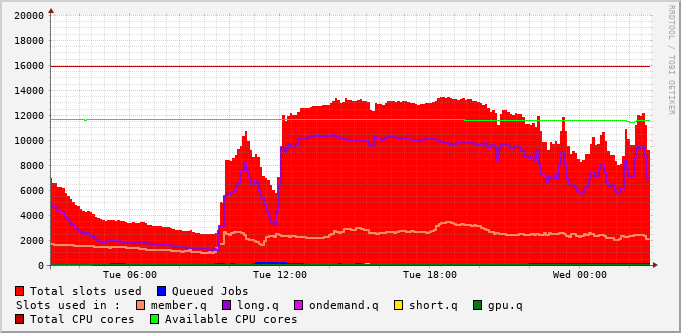 RRDTOOL / TOBI OETIKER
20000
18000
16000
14000
12000
10000
8000
6000
4000
2000
0
Tue 06:00 Tue 12:00 Tue 18:00 Wed 00:00
Total slots used Queued Jobs
Slots used in : member.q long.q ondemand.q short.q gpu.q
Total CPU cores Available CPU cores